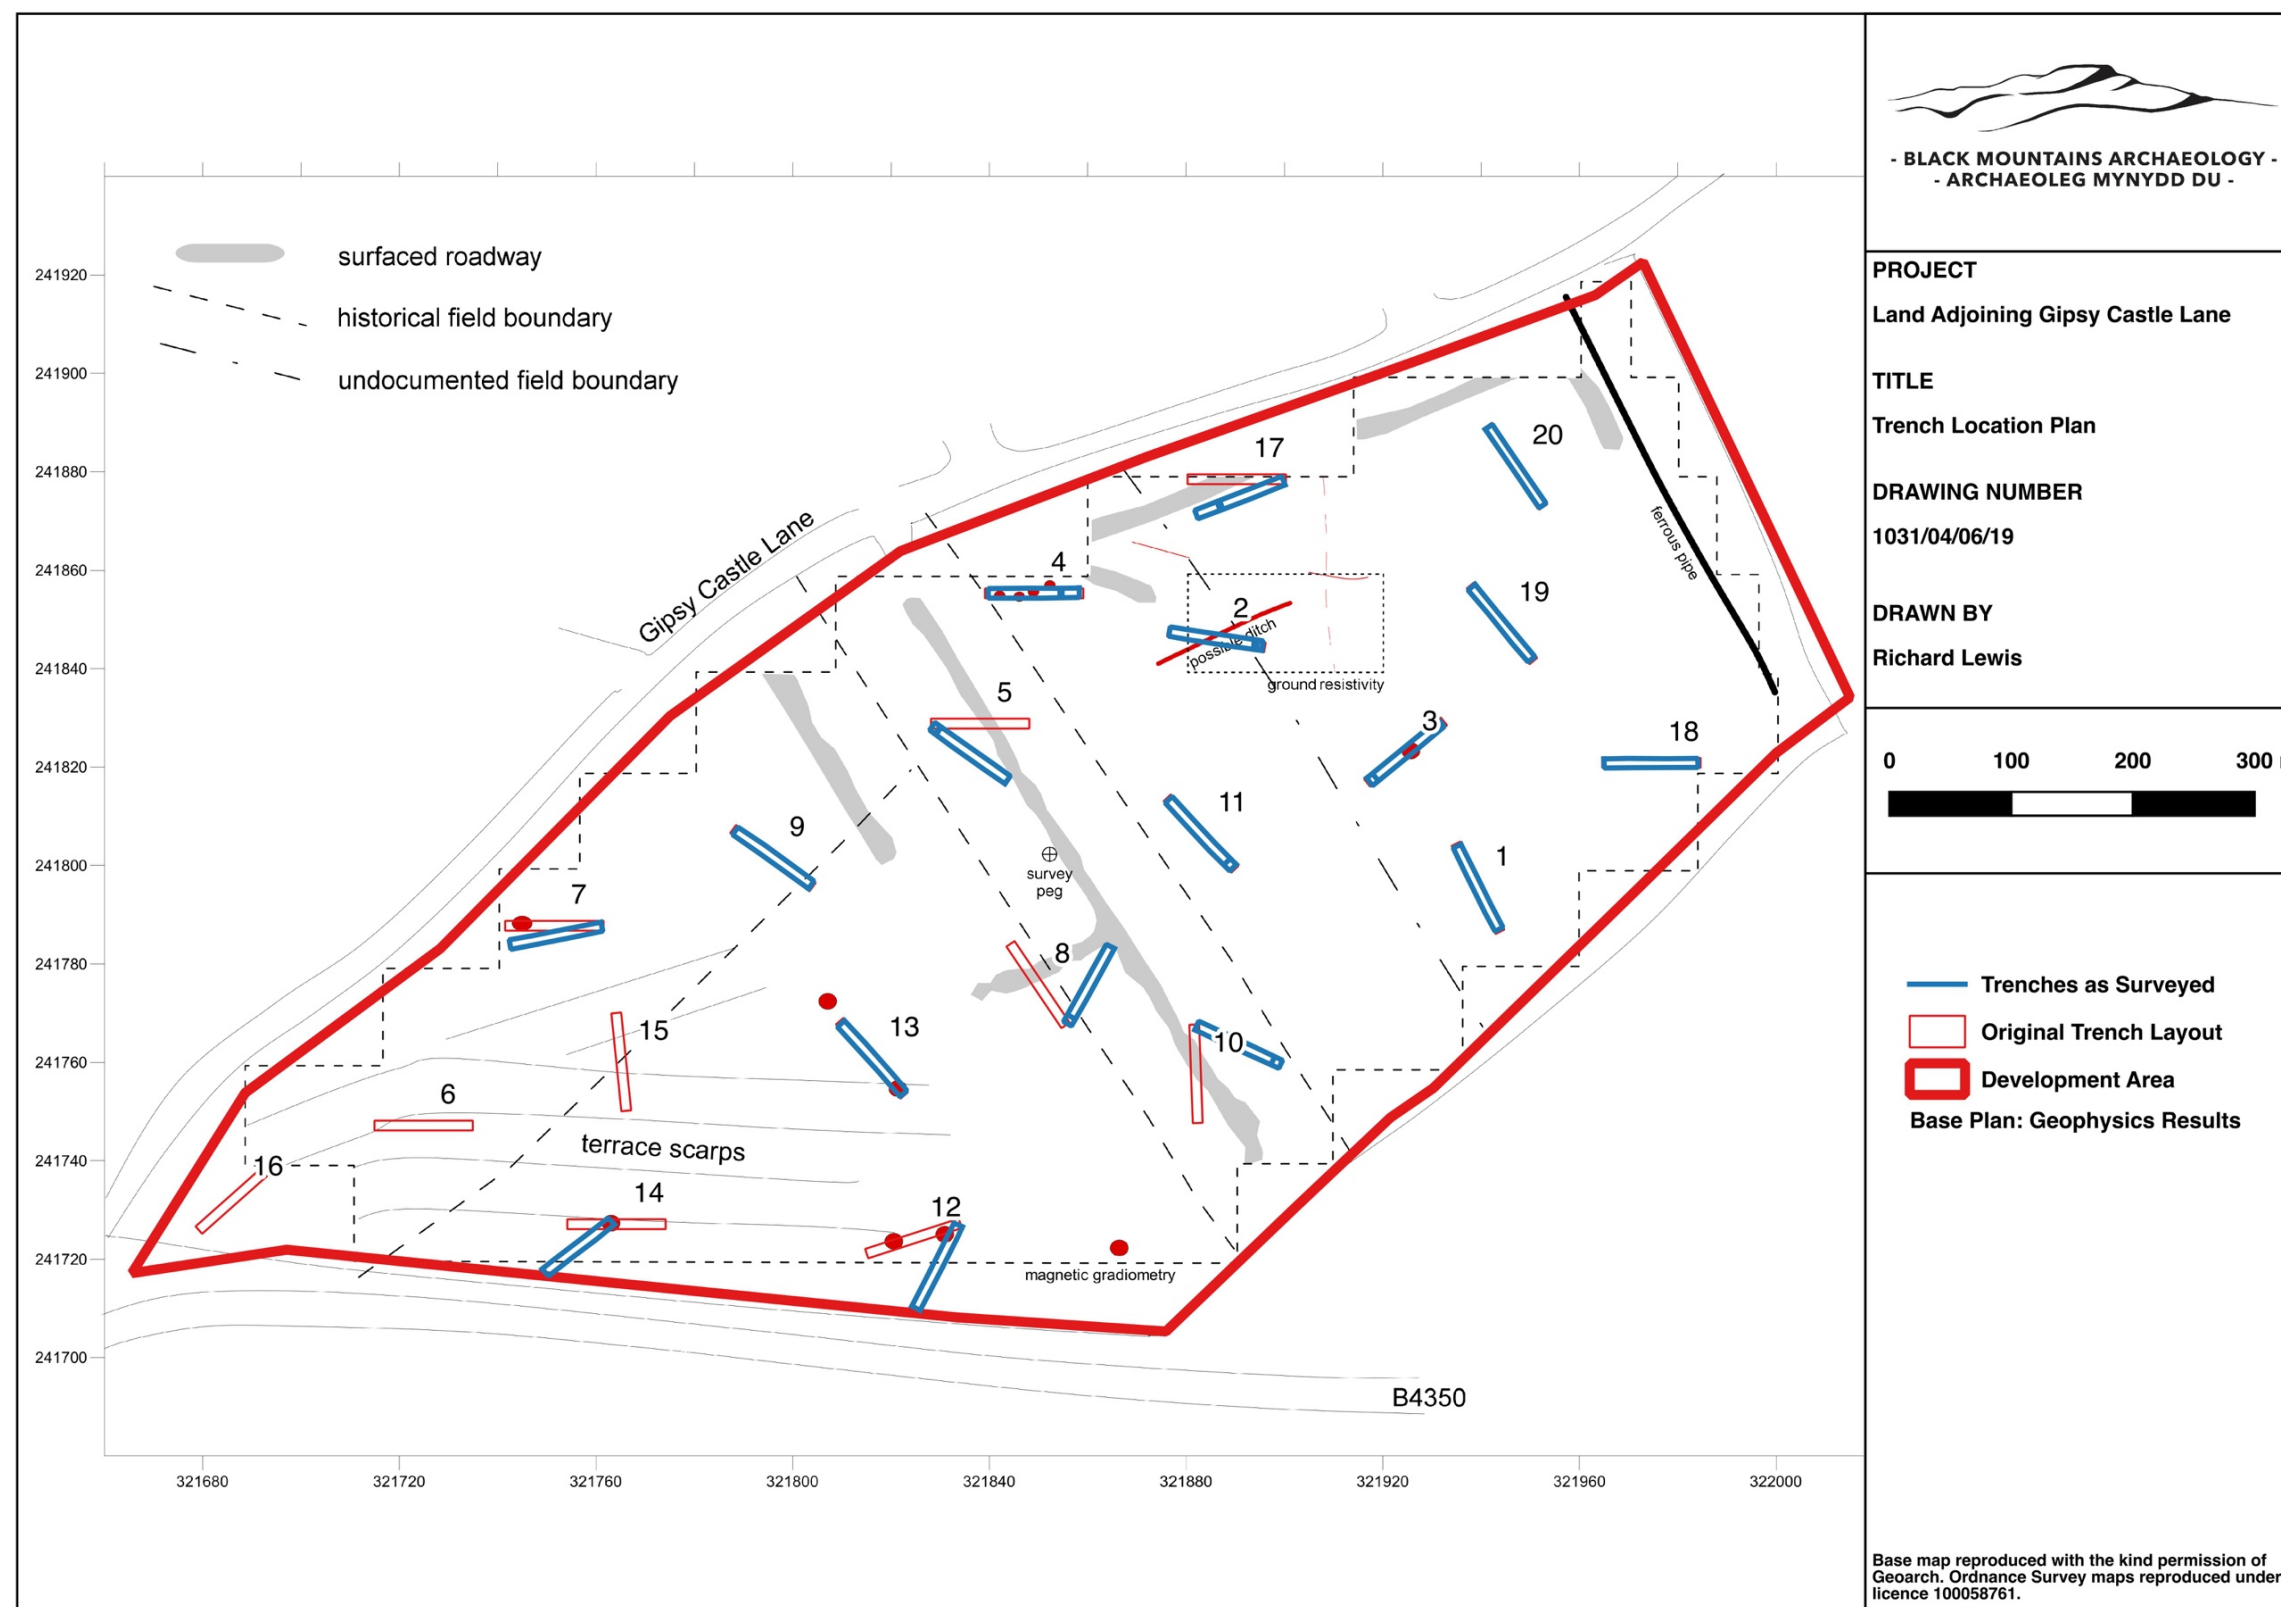 surfaced roadway
historical field boundary
undocumented field boundary
241920
241900
241880
241860
241840
241820
241800
241780
241760
241740
241720
241700
321680
321720
321760
321800
321840
321880
321920
321960
322000
Gipsy Castle Lane
17
20
4
2
19
possible ditch
ground resistivity
ferrous pipe
5
3
18
9
11
1
survey
peg
7
8
13
15
10
6
terrace scarps
16
14
12
magnetic gradiometry
B4350
- BLACK MOUNTAINS ARCHAEOLOGY -
- ARCHAEOLEG MYNYDD DU -
PROJECT
Land Adjoining Gipsy Castle Lane
TITLE
Trench Location Plan
DRAWING NUMBER
1031/04/06/19
DRAWN BY
Richard Lewis
0 100 200 300
Trenches as Surveyed
Original Trench Layout
Development Area
Base Plan: Geophysics Results
Base map reproduced with the kind permission of
Geoarch. Ordnance Survey maps reproduced under
licence 100058761.